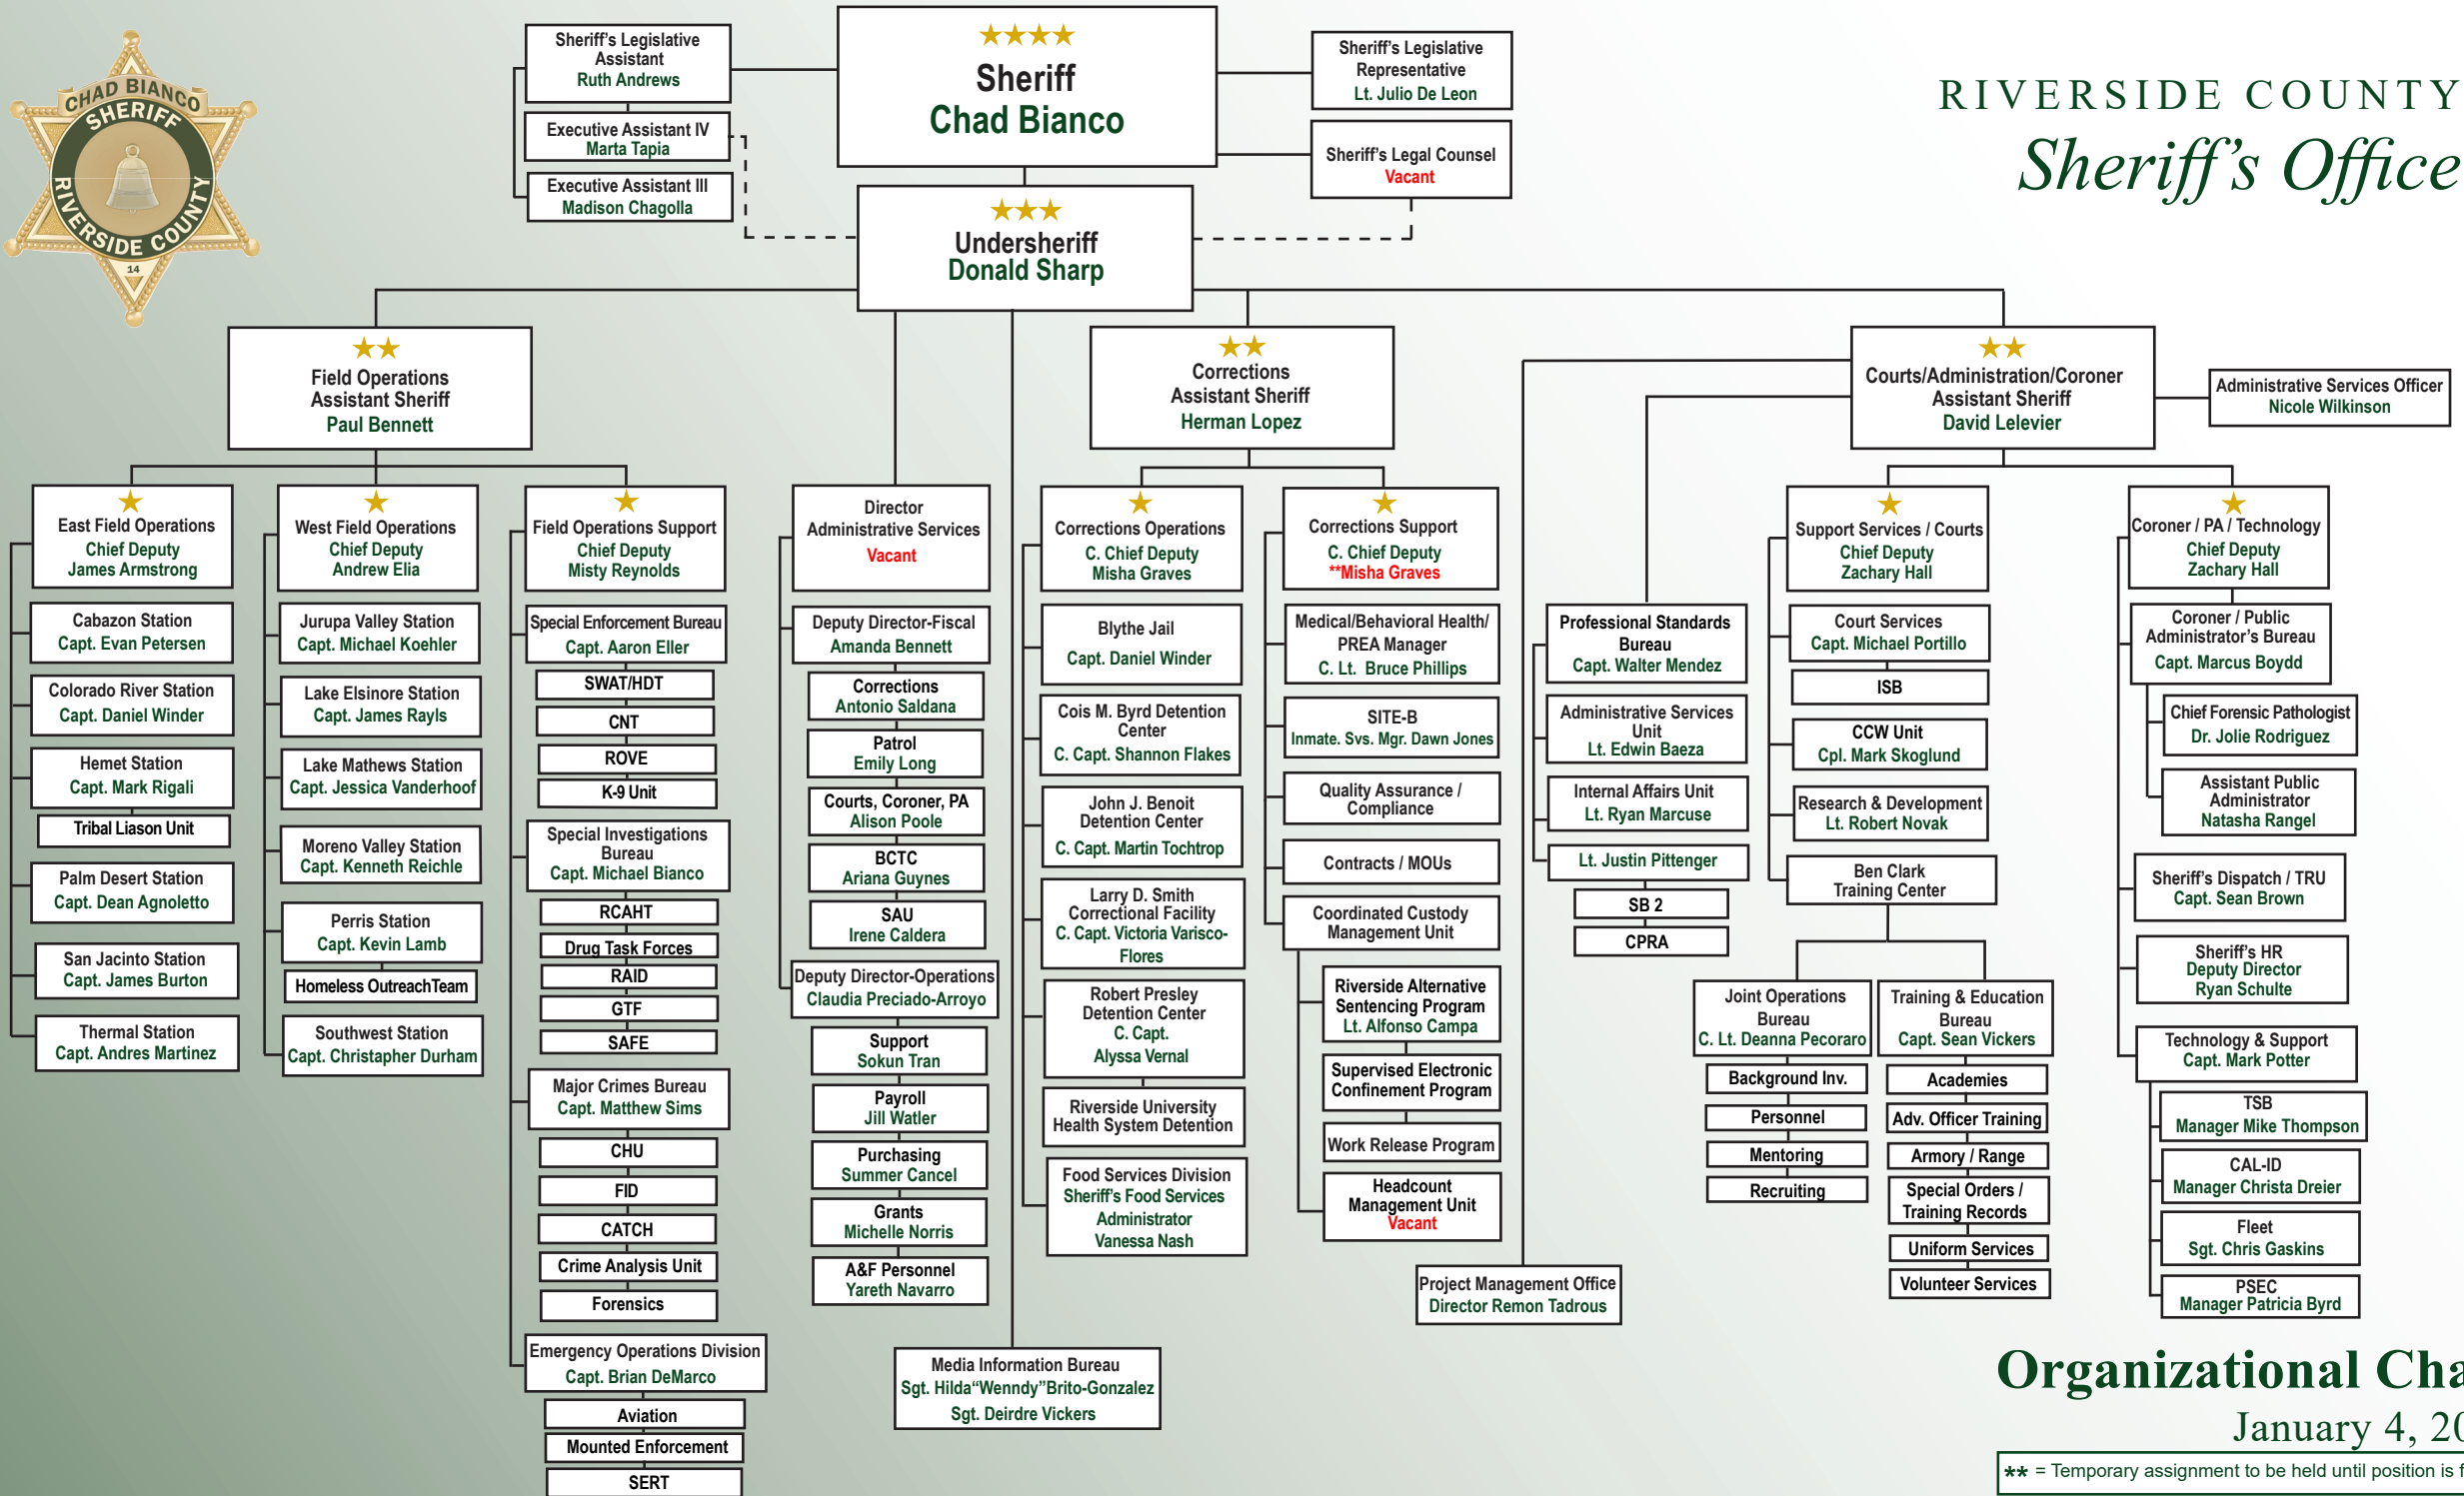 CHAD BIANCO
SHERIFF
RIVERSIDE COUNTY
14
RIVERSIDE COUNTY
Sheriff's Office
Sheriff
Chad Bianco
Sheriff's Legislative
Assistant
Ruth Andrews
Executive Assistant IV
Marta Tapia
Executive Assistant III
Madison Chagolla
Sheriff's Legislative
Representative
Lt. Julio De Leon
Sheriff's Legal Counsel
Vacant
Undersheriff
Donald Sharp
Field Operations
Assistant Sheriff
Paul Bennett
Corrections
Assistant Sheriff
Herman Lopez
Courts/Administration/Coroner
Assistant Sheriff
David Lelevier
Administrative Services Officer
Nicole Wilkinson
East Field Operations
Chief Deputy
James Armstrong
Cabazon Station
Capt. Evan Petersen
Colorado River Station
Capt. Daniel Winder
Hemet Station
Capt. Mark Rigali
Tribal Liason Unit
Palm Desert Station
Capt. Dean Agnoletto
San Jacinto Station
Capt. James Burton
Thermal Station
Capt. Andres Martinez
West Field Operations
Chief Deputy
Andrew Elia
Jurupa Valley Station
Capt. Michael Koehler
Lake Elsinore Station
Capt. James Rayls
Lake Mathews Station
Capt. Jessica Vanderhoof
Moreno Valley Station
Capt. Kenneth Reichle
Perris Station
Capt. Kevin Lamb
Homeless OutreachTeam
Southwest Station
Capt. Christapher Durham
Field Operations Support
Chief Deputy
Misty Reynolds
Special Enforcement Bureau
Capt. Aaron Eller
SWAT/HDT
CNT
ROVE
K-9 Unit
Special Investigations
Bureau
Capt. Michael Bianco
RCAHT
Drug Task Forces
RAID
GTF
SAFE
Major Crimes Bureau
Capt. Matthew Sims
CHU
FID
CATCH
Crime Analysis Unit
Forensics
Emergency Operations Division
Capt. Brian DeMarco
Aviation
Mounted Enforcement
SERT
Director
Administrative Services
Vacant
Deputy Director-Fiscal
Amanda Bennett
Corrections
Antonio Saldana
Patrol
Emily Long
Courts, Coroner, PA
Alison Poole
BCTC
Ariana Guynes
SAU
Irene Caldera
Deputy Director-Operations
Claudia Preciado-Arroyo
Support
Sokun Tran
Payroll
Jill Watler
Purchasing
Summer Cancel
Grants
Michelle Norris
A&F Personnel
Yareth Navarro
Media Information Bureau
Sgt. Hilda“Wenndy”Brito-Gonzalez
Sgt. Deirdre Vickers
Corrections Operations
C. Chief Deputy
Misha Graves
Blythe Jail
Capt. Daniel Winder
Cois M. Byrd Detention
Center
C. Capt. Shannon Flakes
John J. Benoit
Detention Center
C. Capt. Martin Tochtrop
Larry D. Smith
Correctional Facility
C. Capt. Victoria Varisco-
Flores
Robert Presley
Detention Center
C. Capt.
Alyssa Vernal
Riverside University
Health System Detention
Food Services Division
Sheriff's Food Services
Administrator
Vanessa Nash
Corrections Support
C. Chief Deputy
**Misha Graves
Medical/Behavioral Health/
PREA Manager
C. Lt. Bruce Phillips
SITE-B
Inmate. Svs. Mgr. Dawn Jones
Quality Assurance /
Compliance
Contracts / MOUs
Coordinated Custody
Management Unit
Riverside Alternative
Sentencing Program
Lt. Alfonso Campa
Supervised Electronic
Confinement Program
Work Release Program
Headcount
Management Unit
Vacant
Project Management Office
Director Remon Tadrous
Professional Standards
Bureau
Capt. Walter Mendez
Administrative Services
Unit
Lt. Edwin Baeza
Internal Affairs Unit
Lt. Ryan Marcuse
Lt. Justin Pittenger
SB 2
CPRA
Support Services / Courts
Chief Deputy
Zachary Hall
Court Services
Capt. Michael Portillo
ISB
CCW Unit
Cpl. Mark Skoglund
Research & Development
Lt. Robert Novak
Ben Clark
Training Center
Joint Operations
Bureau
C. Lt. Deanna Pecoraro
Background Inv.
Personnel
Mentoring
Recruiting
Training & Education
Bureau
Capt. Sean Vickers
Academies
Adv. Officer Training
Armory / Range
Special Orders /
Training Records
Uniform Services
Volunteer Services
Coroner / PA / Technology
Chief Deputy
Zachary Hall
Coroner / Public
Administrator's Bureau
Capt. Marcus Boydd
Chief Forensic Pathologist
Dr. Jolie Rodriguez
Assistant Public
Administrator
Natasha Rangel
Sheriff's Dispatch / TRU
Capt. Sean Brown
Sheriff's HR
Deputy Director
Ryan Schulte
Technology & Support
Capt. Mark Potter
TSB
Manager Mike Thompson
CAL-ID
Manager Christa Dreier
Fleet
Sgt. Chris Gaskins
PSEC
Manager Patricia Byrd
Organizational
January 4,
** = Temporary assignment to be held until position is